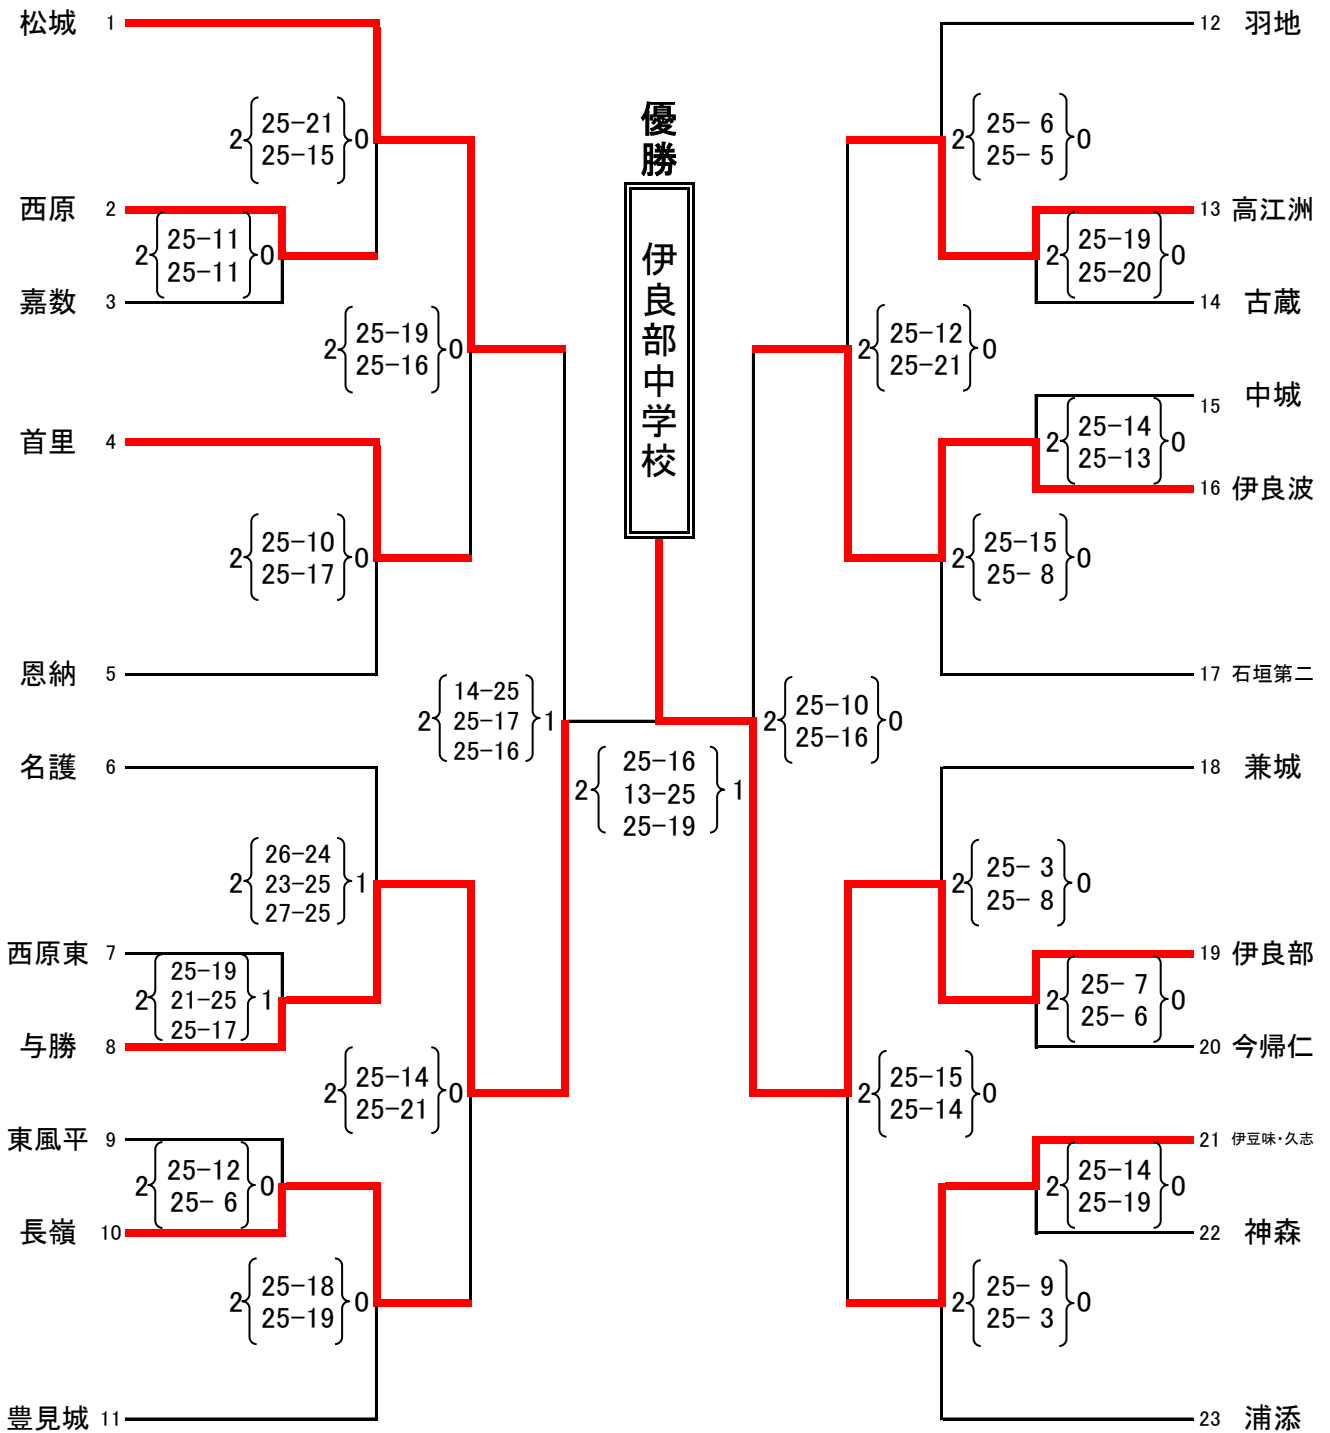 優勝
伊良部中学校
松城 1
2 25-21 0
25-15
西原 2
2 25-11 0
25-11
嘉数 3
2 25-19 0
25-16
首里 4
2 25-10 0
25-17
恩納 5
2 14-25 1
25-17
25-16
名護 6
2 26-24 1
23-25
27-25
西原東 7
2 25-19 1
21-25
25-17
与勝 8
2 25-14 0
25-21
東風平 9
2 25-12 0
25- 6
長嶺 10
2 25-18 0
25-19
豊見城 11
2 25-16 1
13-25
25-19
12 羽地
2 25- 6 0
25- 5
13 高江洲
2 25-19 0
25-20
14 古蔵
2 25-12 0
25-21
15 中城
2 25-14 0
25-13
16 伊良波
2 25-15 0
25- 8
17 石垣第二
2 25-10 0
25-16
18 兼城
2 25- 3 0
25- 8
19 伊良部
2 25- 7 0
25- 6
20 今帰仁
2 25-15 0
25-14
21 伊豆味・久志
2 25-14 0
25-19
22 神森
2 25- 9 0
25- 3
23 浦添